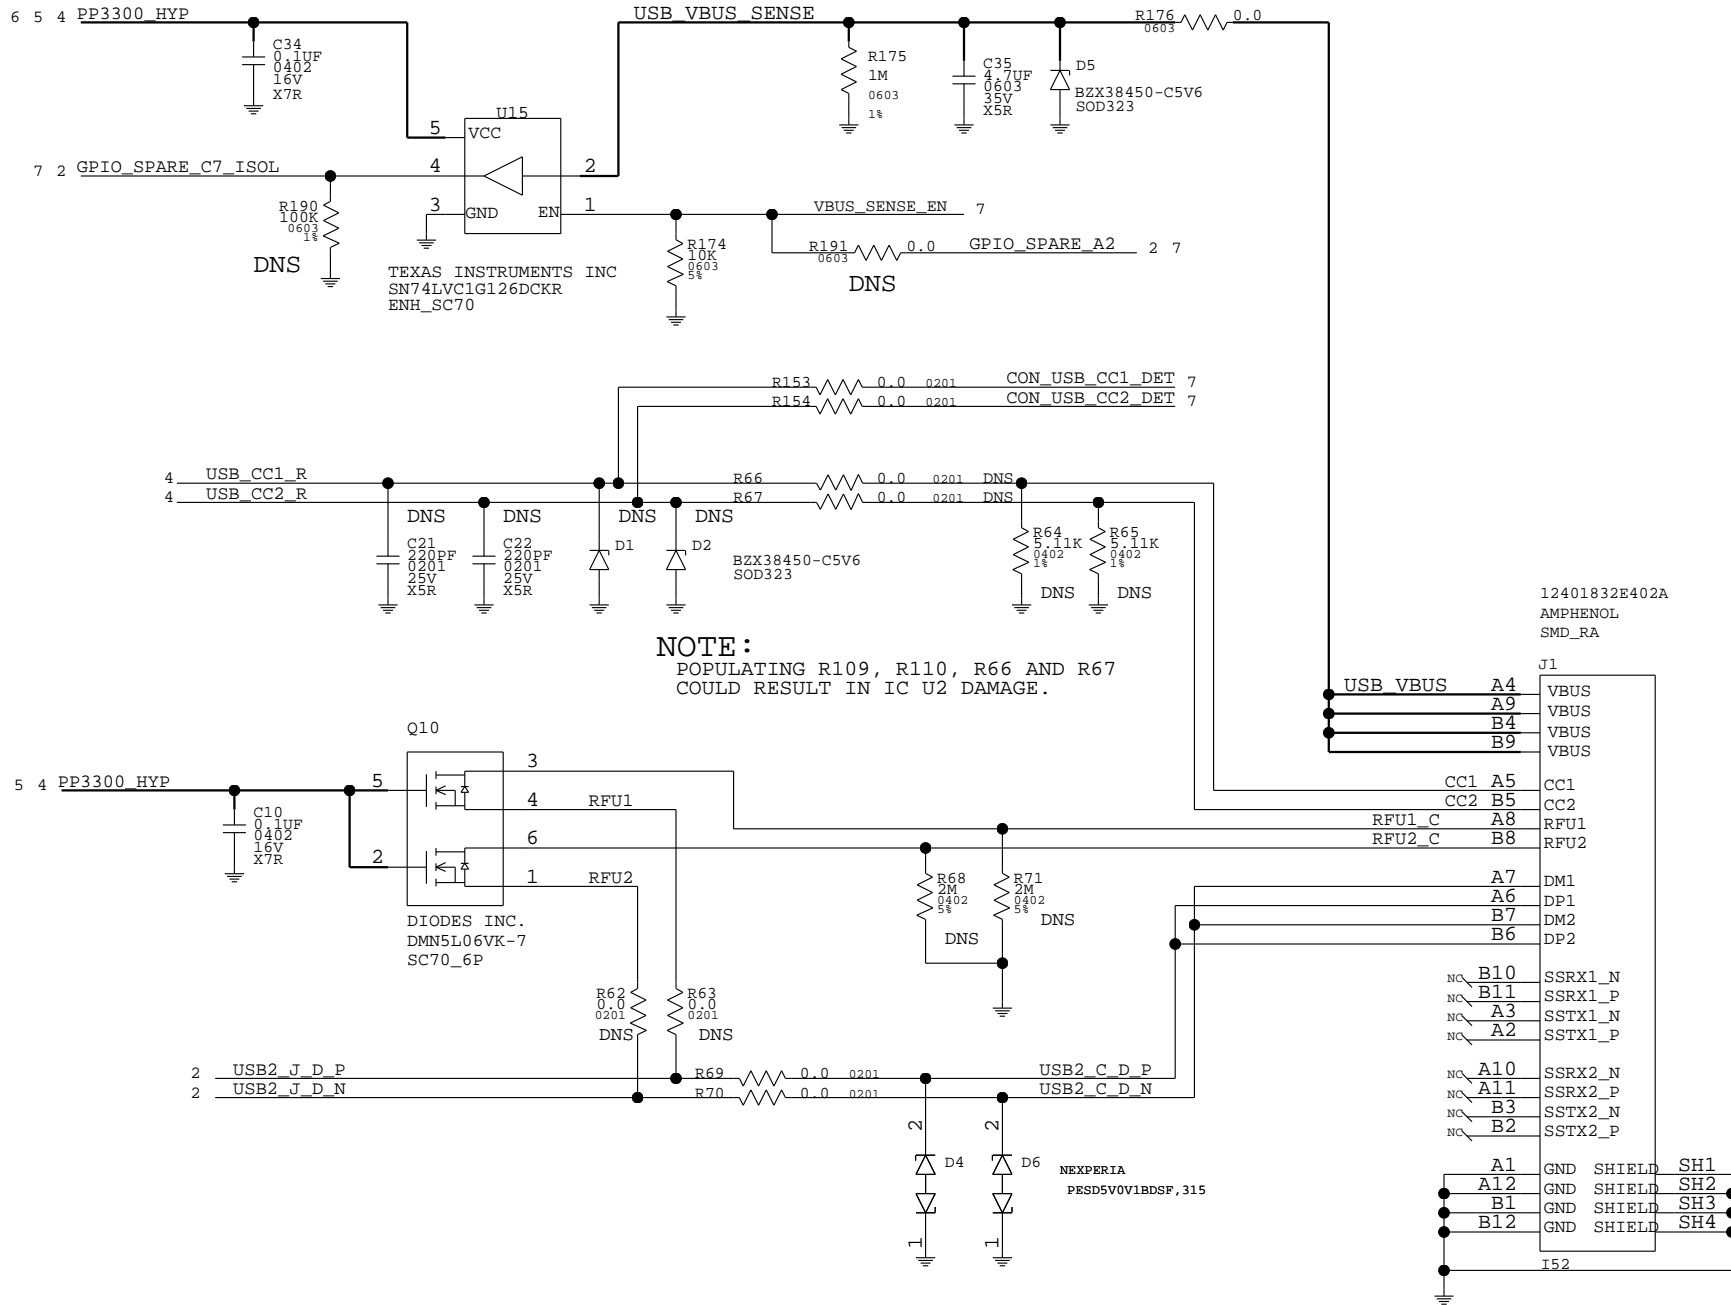 6 5 4 PP3300_HYP
USB_VBUS_SENSE
R176 0.0
0603
C34
0.1UF
0402
16V
X7R
R175
1M
0603
1%
C35
4.7UF
0603
35V
X5R
D5
BZX38450-C5V6
SOD323
U15
5 VCC
7 2 GPIO_SPARE_C7_ISOL
4
2
3 GND
EN 1
R190
100K
0603
1%
DNS
TEXAS INSTRUMENTS INC
SN74LVC1G126DCKR
ENH_SC70
VBUS_SENSE_EN 7
R174
10K
0603
5%
R191 0.0 GPIO_SPARE_A2 2 7
0603
DNS
R153 0.0 0201 CON_USB_CC1_DET 7
R154 0.0 0201 CON_USB_CC2_DET 7
4 USB_CC1_R
R66 0.0 0201 DNS
4 USB_CC2_R
R67 0.0 0201 DNS
DNS
C21
220PF
0201
25V
X5R
DNS
C22
220PF
0201
25V
X5R
DNS
D1
DNS
D2
BZX38450-C5V6
SOD323
R64
5.11K
0402
1%
DNS
R65
5.11K
0402
1%
DNS
NOTE:
POPULATING R109, R110, R66 AND R67
COULD RESULT IN IC U2 DAMAGE.
12401832E402A
AMPHENOL
SMD_RA
J1
USB_VBUS A4 VBUS
A9 VBUS
B4 VBUS
B9 VBUS
CC1 A5 CC1
CC2 B5 CC2
RFU1_C A8 RFU1
RFU2_C B8 RFU2
A7 DM1
A6 DP1
B7 DM2
B6 DP2
NC B10 SSRX1_N
NC B11 SSRX1_P
NC A3 SSTX1_N
NC A2 SSTX1_P
NC A10 SSRX2_N
NC A11 SSRX2_P
NC B3 SSTX2_N
NC B2 SSTX2_P
A1 GND SHIELD SH1
A12 GND SHIELD SH2
B1 GND SHIELD SH3
B12 GND SHIELD SH4
I52
Q10
5 4 PP3300_HYP
5
3
4 RFU1
2
6
1 RFU2
C10
0.1UF
0402
16V
X7R
DIODES INC.
DMN5L06VK-7
SC70_6P
R68
2M
0402
5%
DNS
R71
2M
0402
5%
DNS
R62
0.0
0201
DNS
R63
0.0
0201
DNS
2 USB2_J_D_P R69 0.0 0201 USB2_C_D_P
2 USB2_J_D_N R70 0.0 0201 USB2_C_D_N
2
D4
1
2
D6
1
NEXPERIA
PESD5V0V1BDSF,315